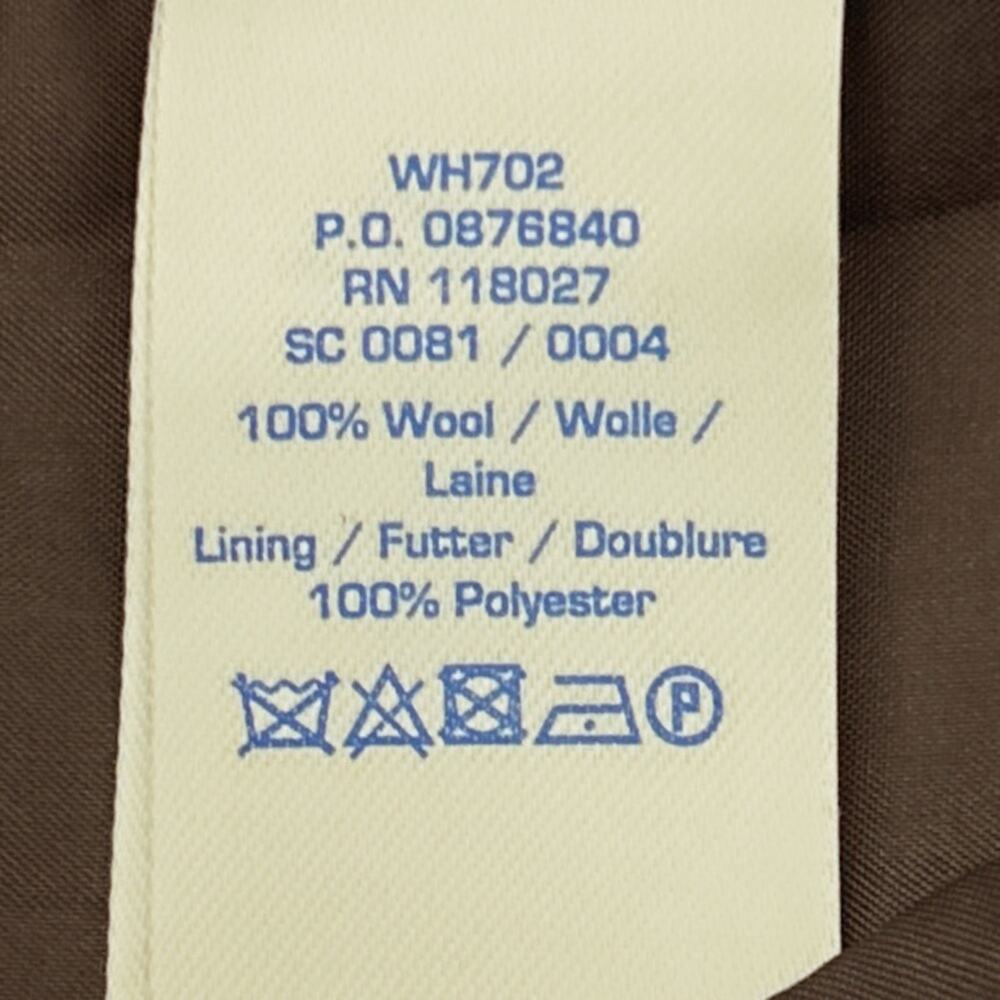 WH702
P.O. 0876840
RN 118027
SC 0081 / 0004
100% Wool / Wolle /
Laine
Lining / Futter / Doublure
100% Polyester
P